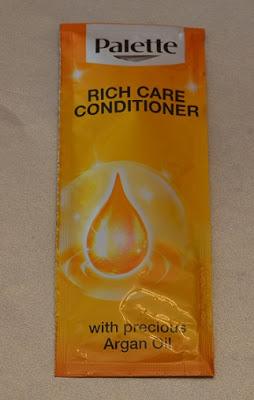 Palette
RICH CARE
CONDITIONER
with precious
Argan Oil